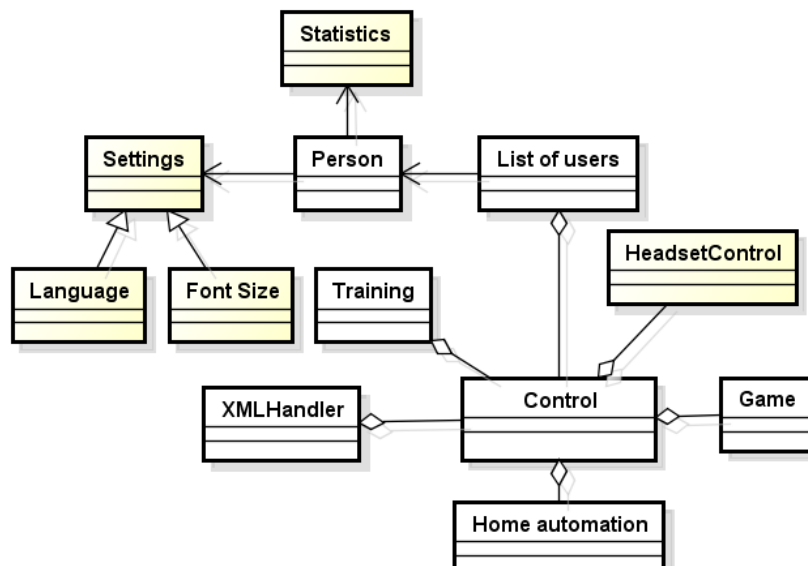 Statistics
Settings
Person
List of users
HeadsetControl
Language
Font Size
Training
XMLHandler
Control
Game
Home automation